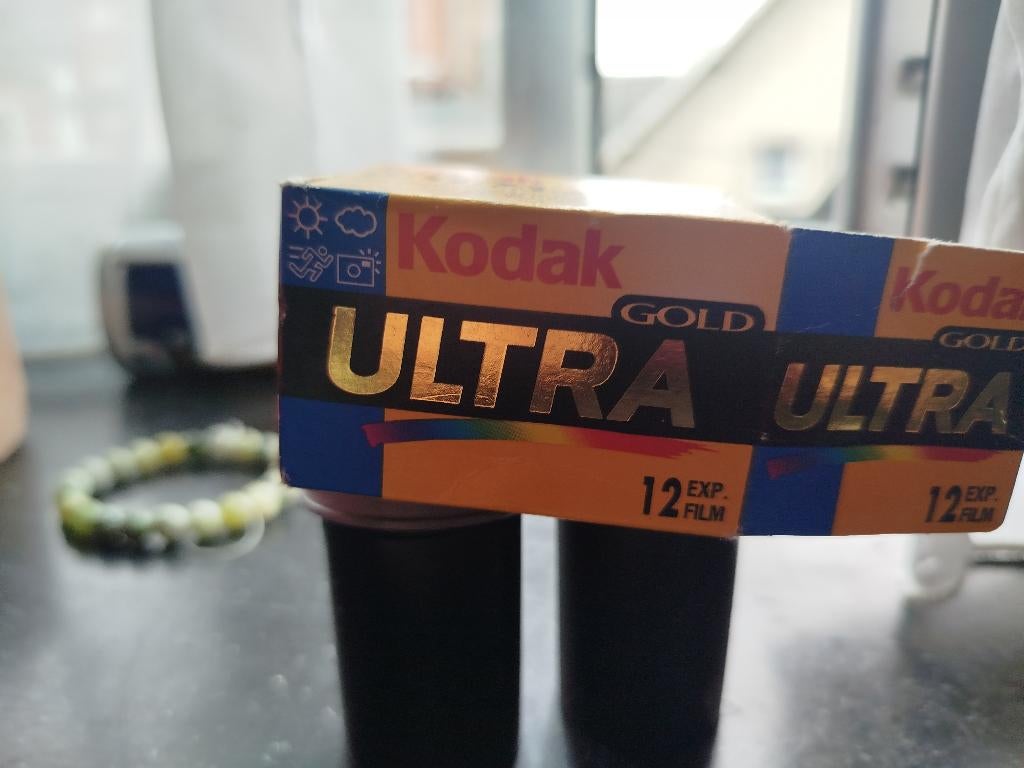 Kodak
GOLD
ULTRA
12 EXP.
FILM
Koda
GOLD
ULTRA
12 EXP.
FILM